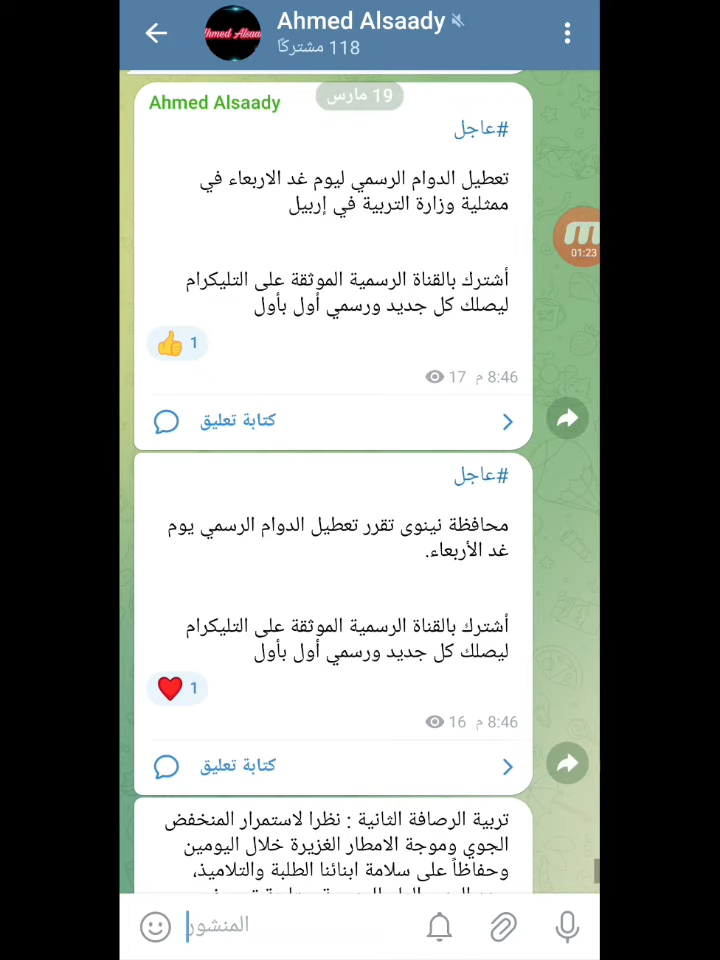 Ahmed Alsaady
118 مشتركًا
19 مارس
Ahmed Alsaady
#عاجل
تعطيل الدوام الرسمي ليوم غد الاربعاء في
ممثلية وزارة التربية في إربيل
أشترك بالقناة الرسمية الموثقة على التليكرام
ليصلك كل جديد ورسمي أول بأول
1
17 8:46 م
كتابة تعليق
01:23
#عاجل
محافظة نينوى تقرر تعطيل الدوام الرسمي يوم
غد الأربعاء.
أشترك بالقناة الرسمية الموثقة على التليكرام
ليصلك كل جديد ورسمي أول بأول
1
16 8:46 م
كتابة تعليق
تربية الرصافة الثانية : نظرا لاستمرار المنخفض
الجوي وموجة الامطار الغزيرة خلال اليومين
وحفاظاً على سلامة ابنائنا الطلبة والتلاميذ،
المنشور